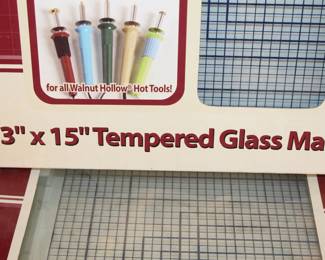 for all Walnut Hollow® Hot Tools!
3" x 15" Tempered Glass Ma